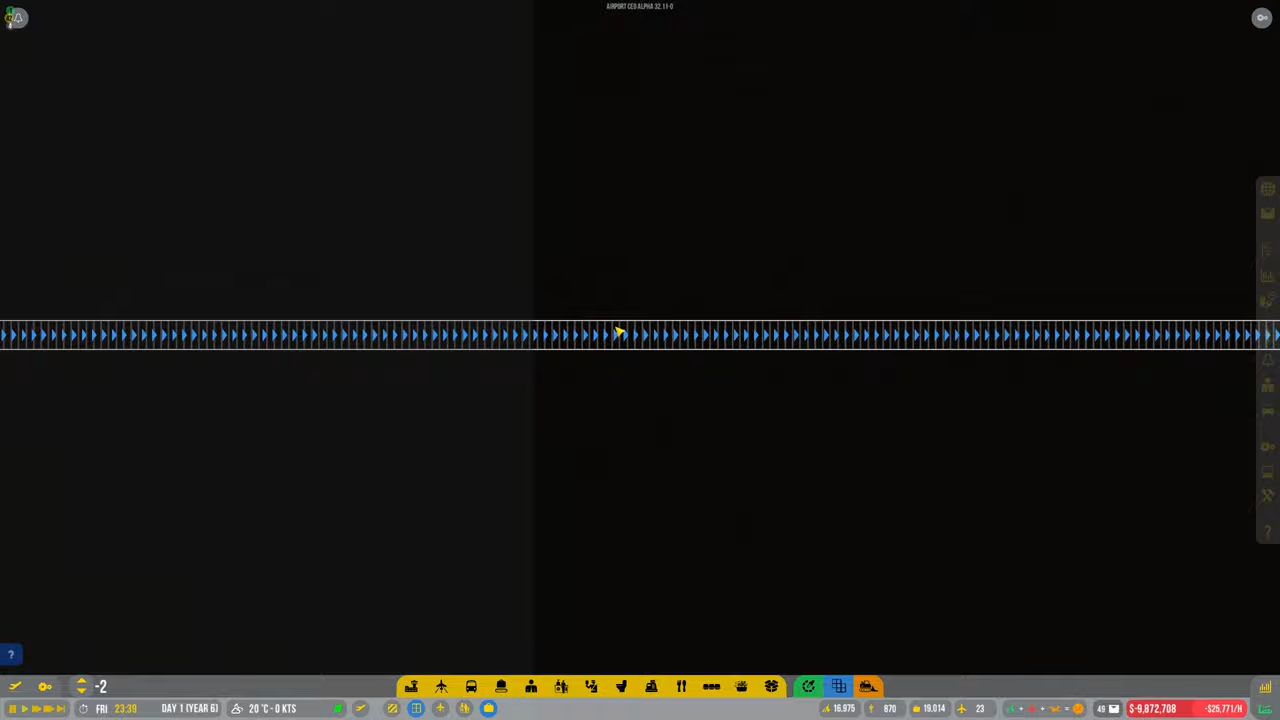 AIRPORT CEO ALPHA 32.11-0
?
?
-2
FRI 23:39 DAY 1 (YEAR 6) 20°C - 0 KTS 16.975 870 19.014 23 49 $-9,872,708 -$25,771/H